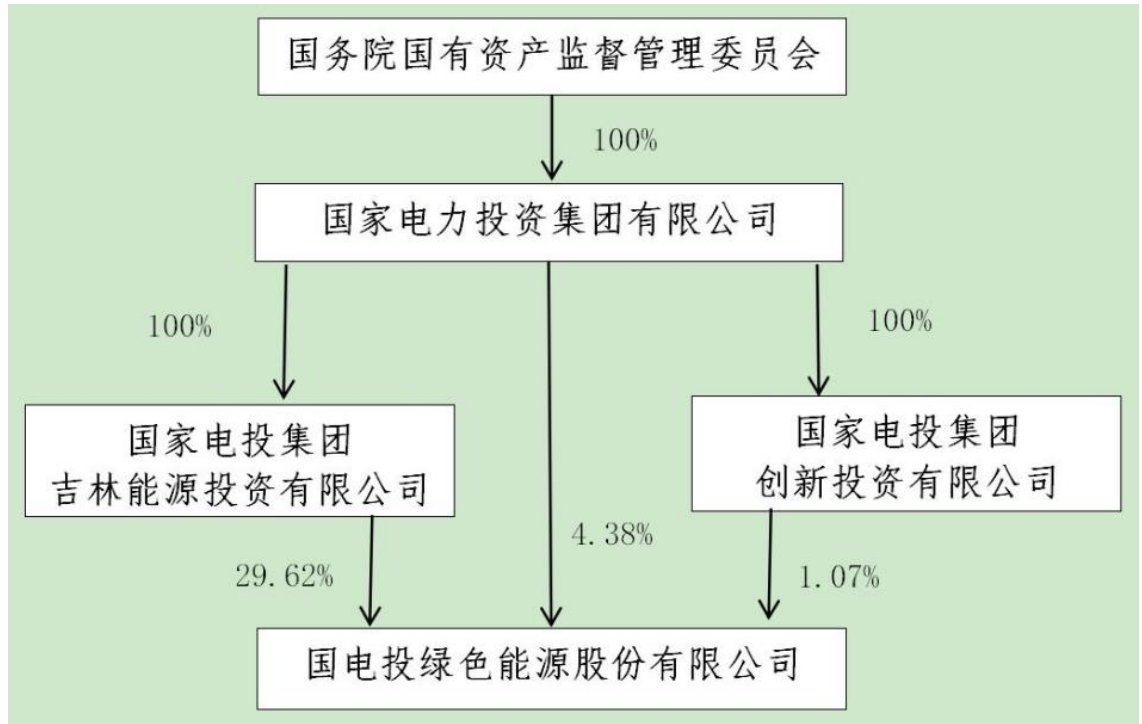 国务院国有资产监督管理委员会
100%
国家电力投资集团有限公司
100%
100%
国家电投集团
吉林能源投资有限公司
国家电投集团
创新投资有限公司
29.62%
4.38%
1.07%
国电投绿色能源股份有限公司